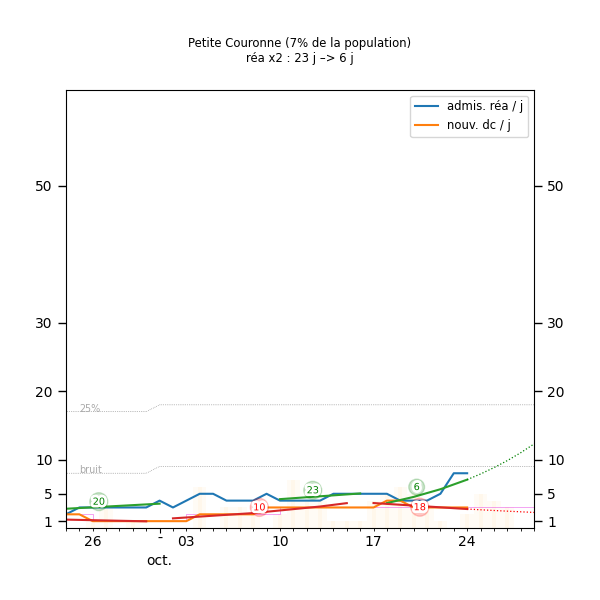 Petite Couronne (7% de la population)
réa x2 : 23 j –> 6 j
admis. réa / j
nouv. dc / j
50 50
30 30
20 20
25%
10 10
bruit
5 5
1 1
20
10
23
6
18
26 - 03 10 17 24
oct.